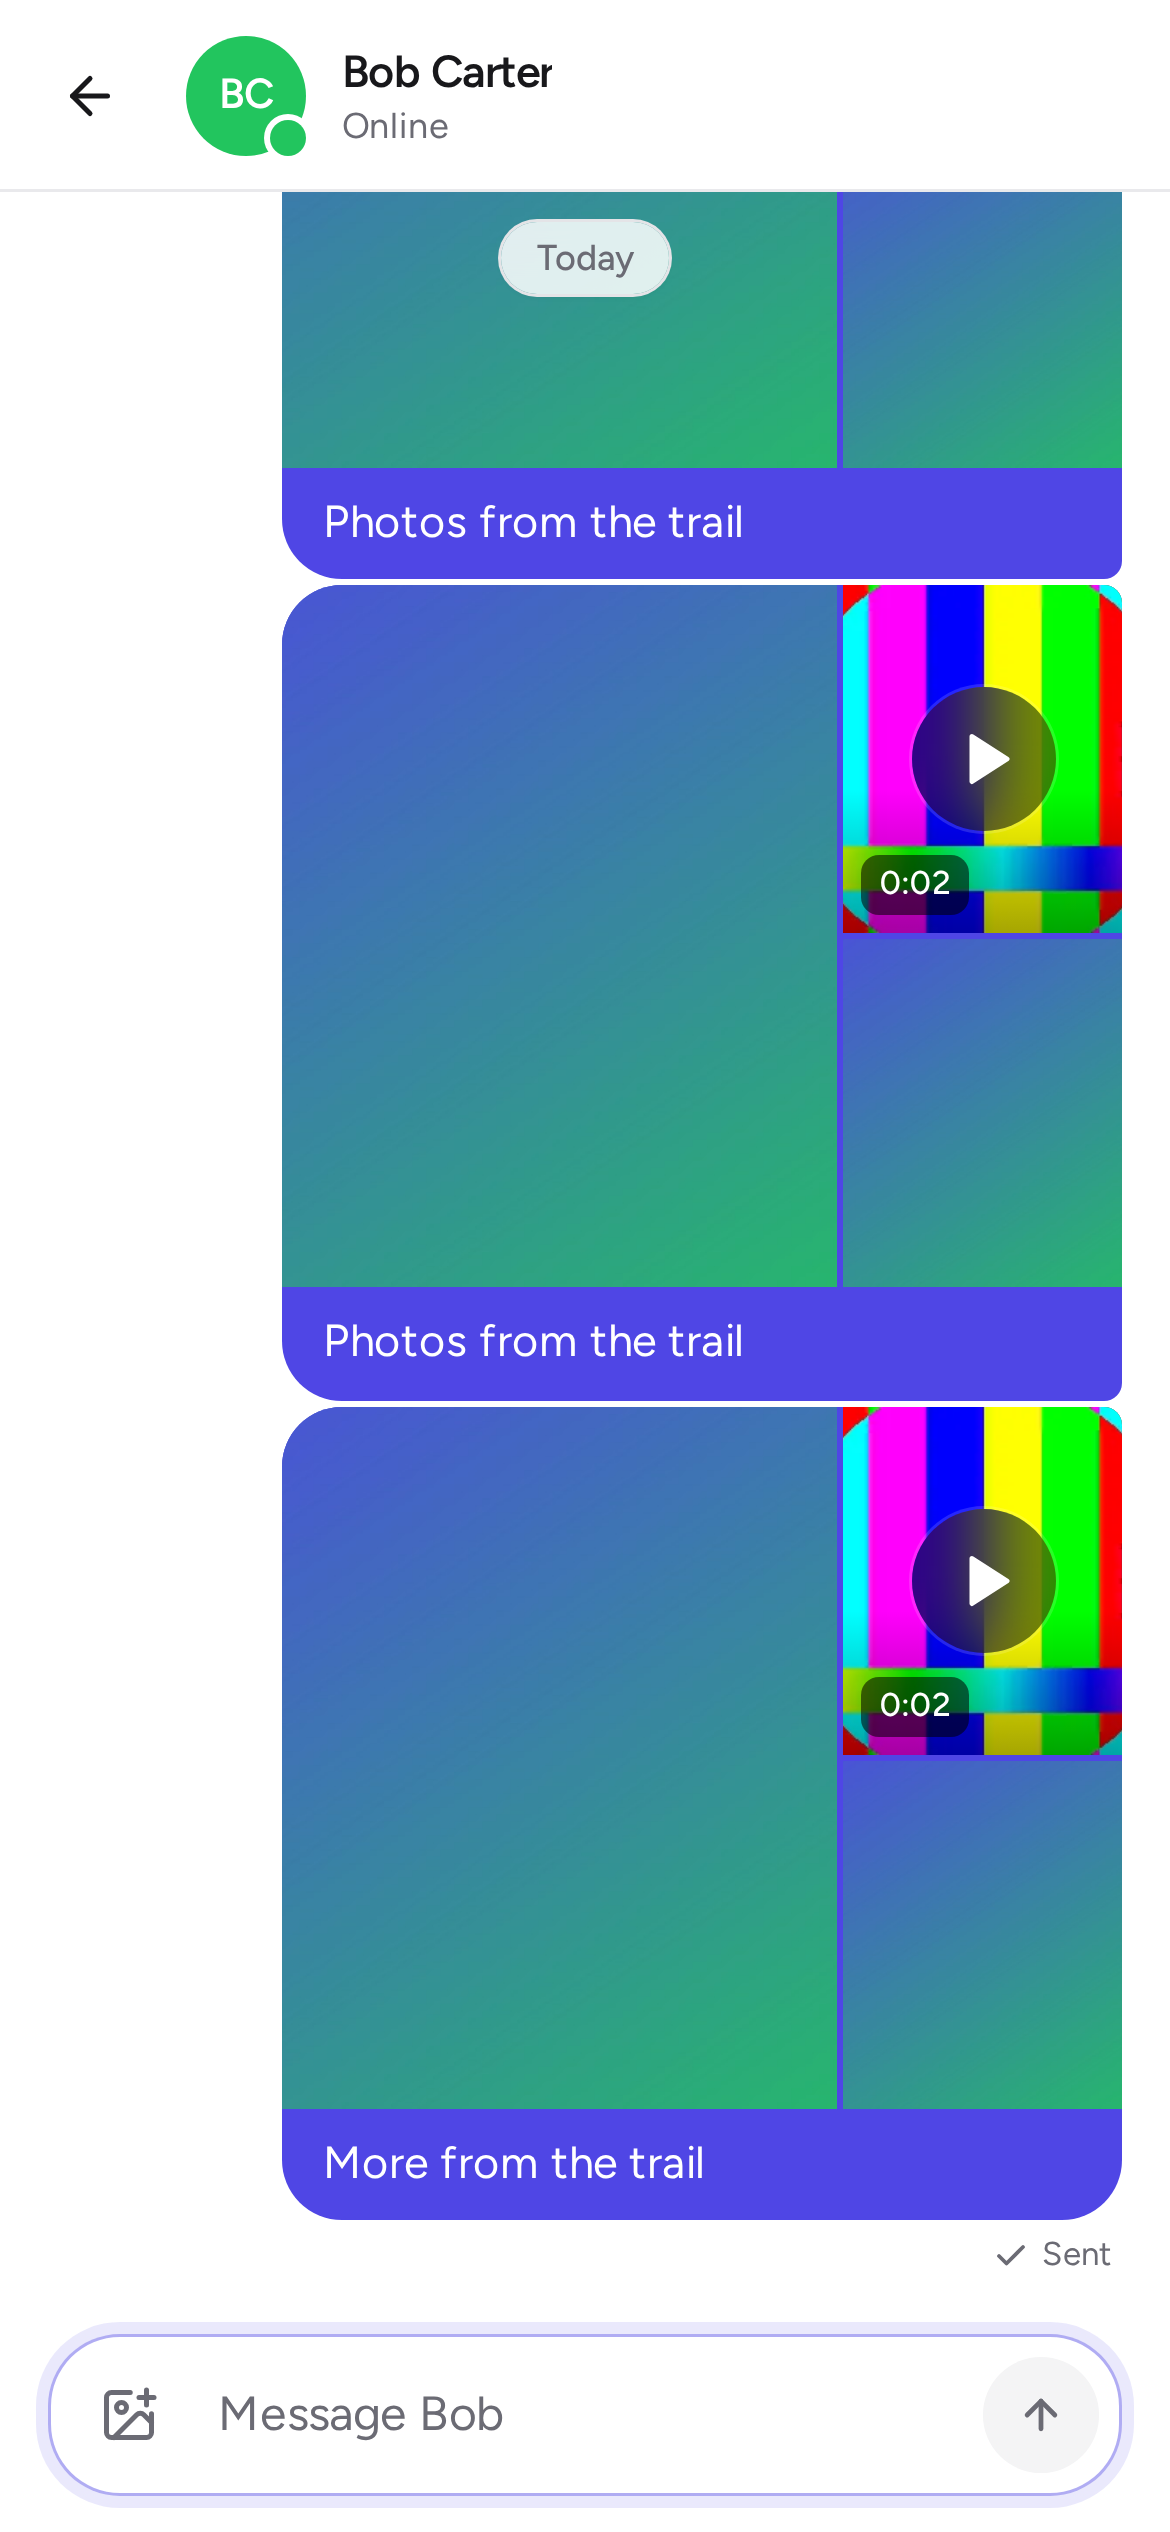 BC
Bob Carter
Online
Today
Photos from the trail
0:02
Photos from the trail
0:02
More from the trail
Sent
Message Bob